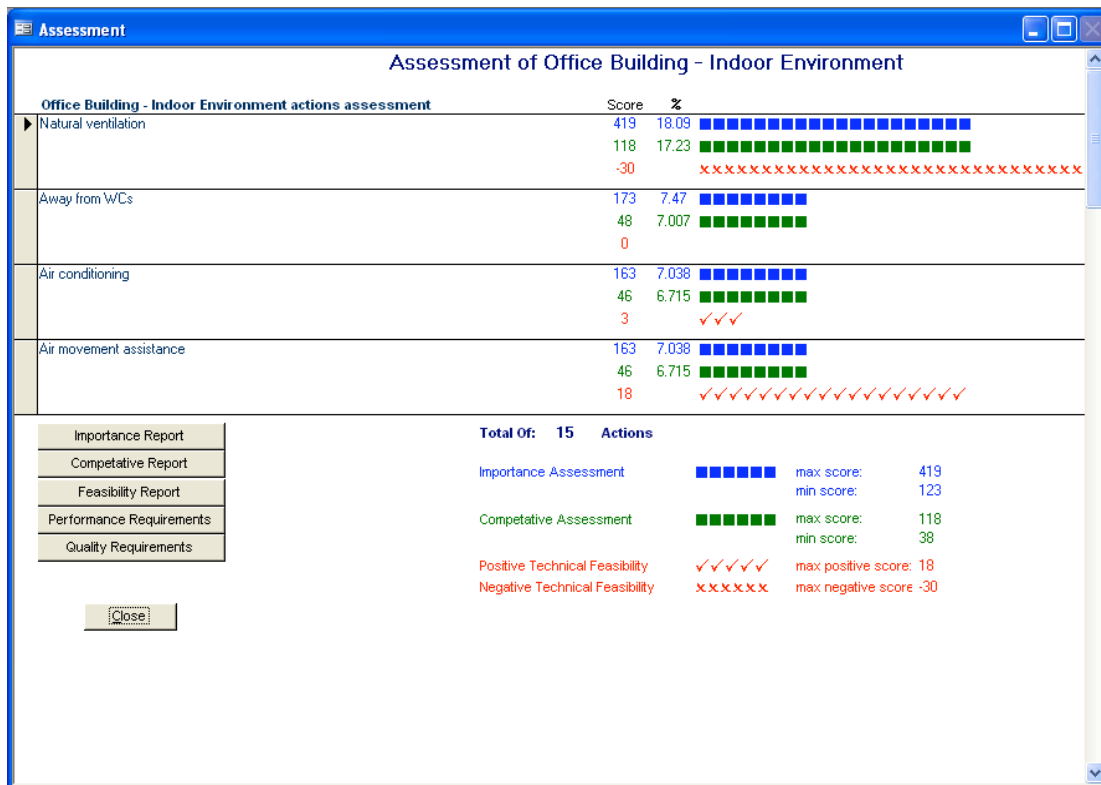 Assessment
Assessment of Office Building - Indoor Environment
Office Building - Indoor Environment actions assessment Score %
Natural ventilation 419 18.09
118 17.23
-30
Away from WCs 173 7.47
48 7.007
0
Air conditioning 163 7.038
46 6.715
3
Air movement assistance 163 7.038
46 6.715
18
Importance Report
Competative Report
Feasibility Report
Performance Requirements
Quality Requirements
Close
Total Of: 15 Actions
Importance Assessment max score: 419
min score: 123
Competative Assessment max score: 118
min score: 38
Positive Technical Feasibility max positive score: 18
Negative Technical Feasibility max negative score -30